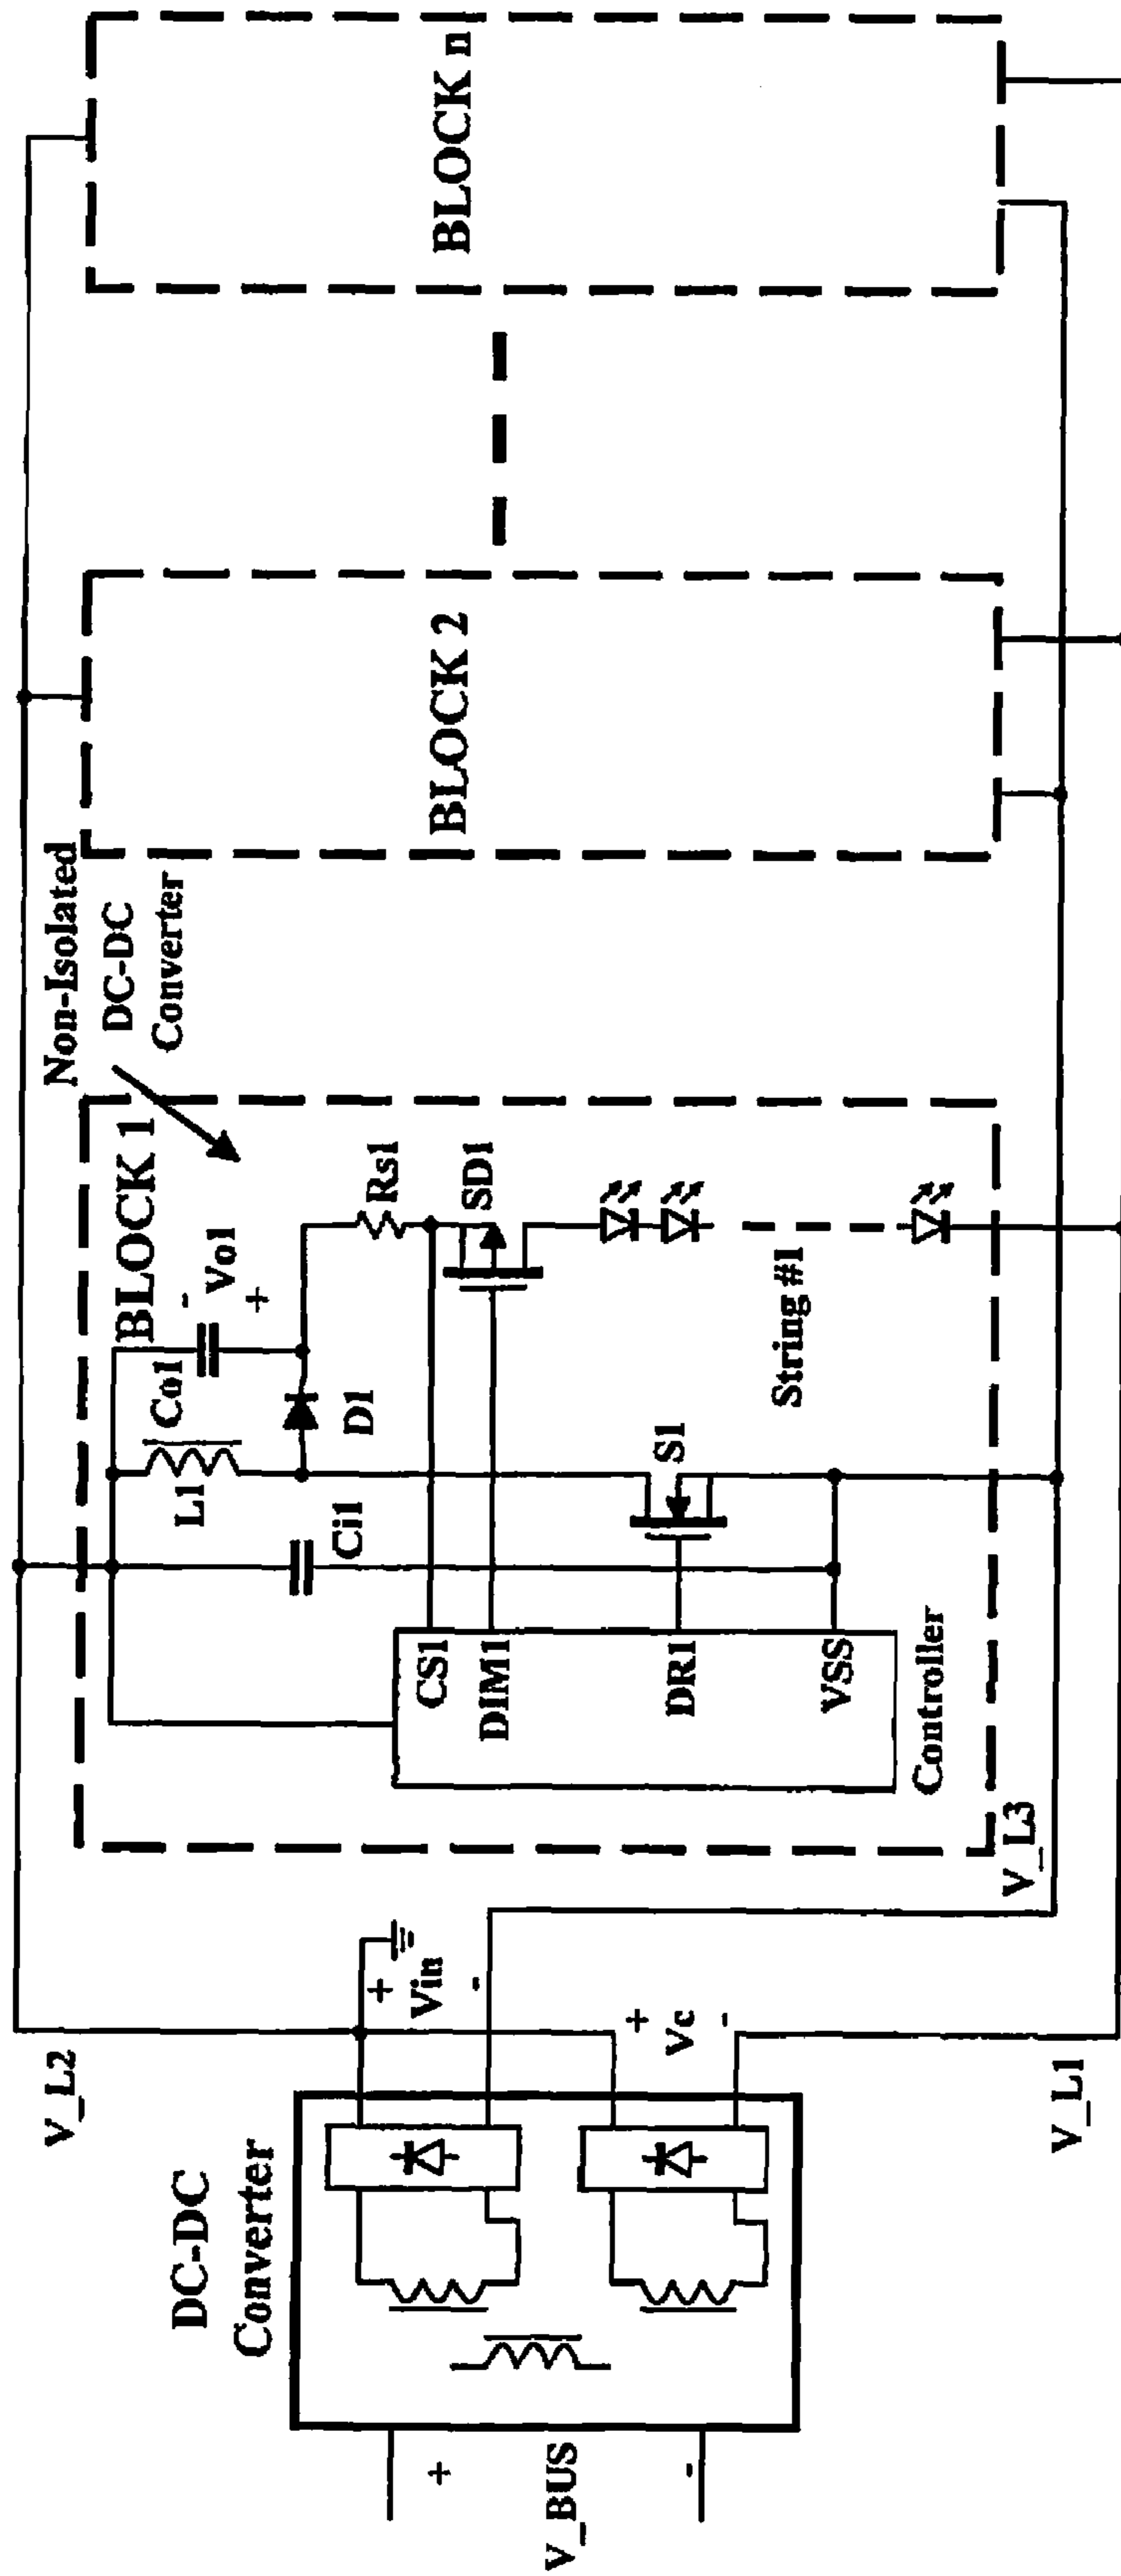 V_BUS
+
-
DC-DC
Converter
V_L2
+
Vin
-
+
Vc
-
V_L1
V_L3
Non-Isolated
DC-DC
Converter
BLOCK 1
Controller
CS1
DIM1
DR1
VSS
Ci1
L1
Co1
-
Vo1
+
D1
S1
Rs1
SD1
String #1
BLOCK 2
BLOCK n